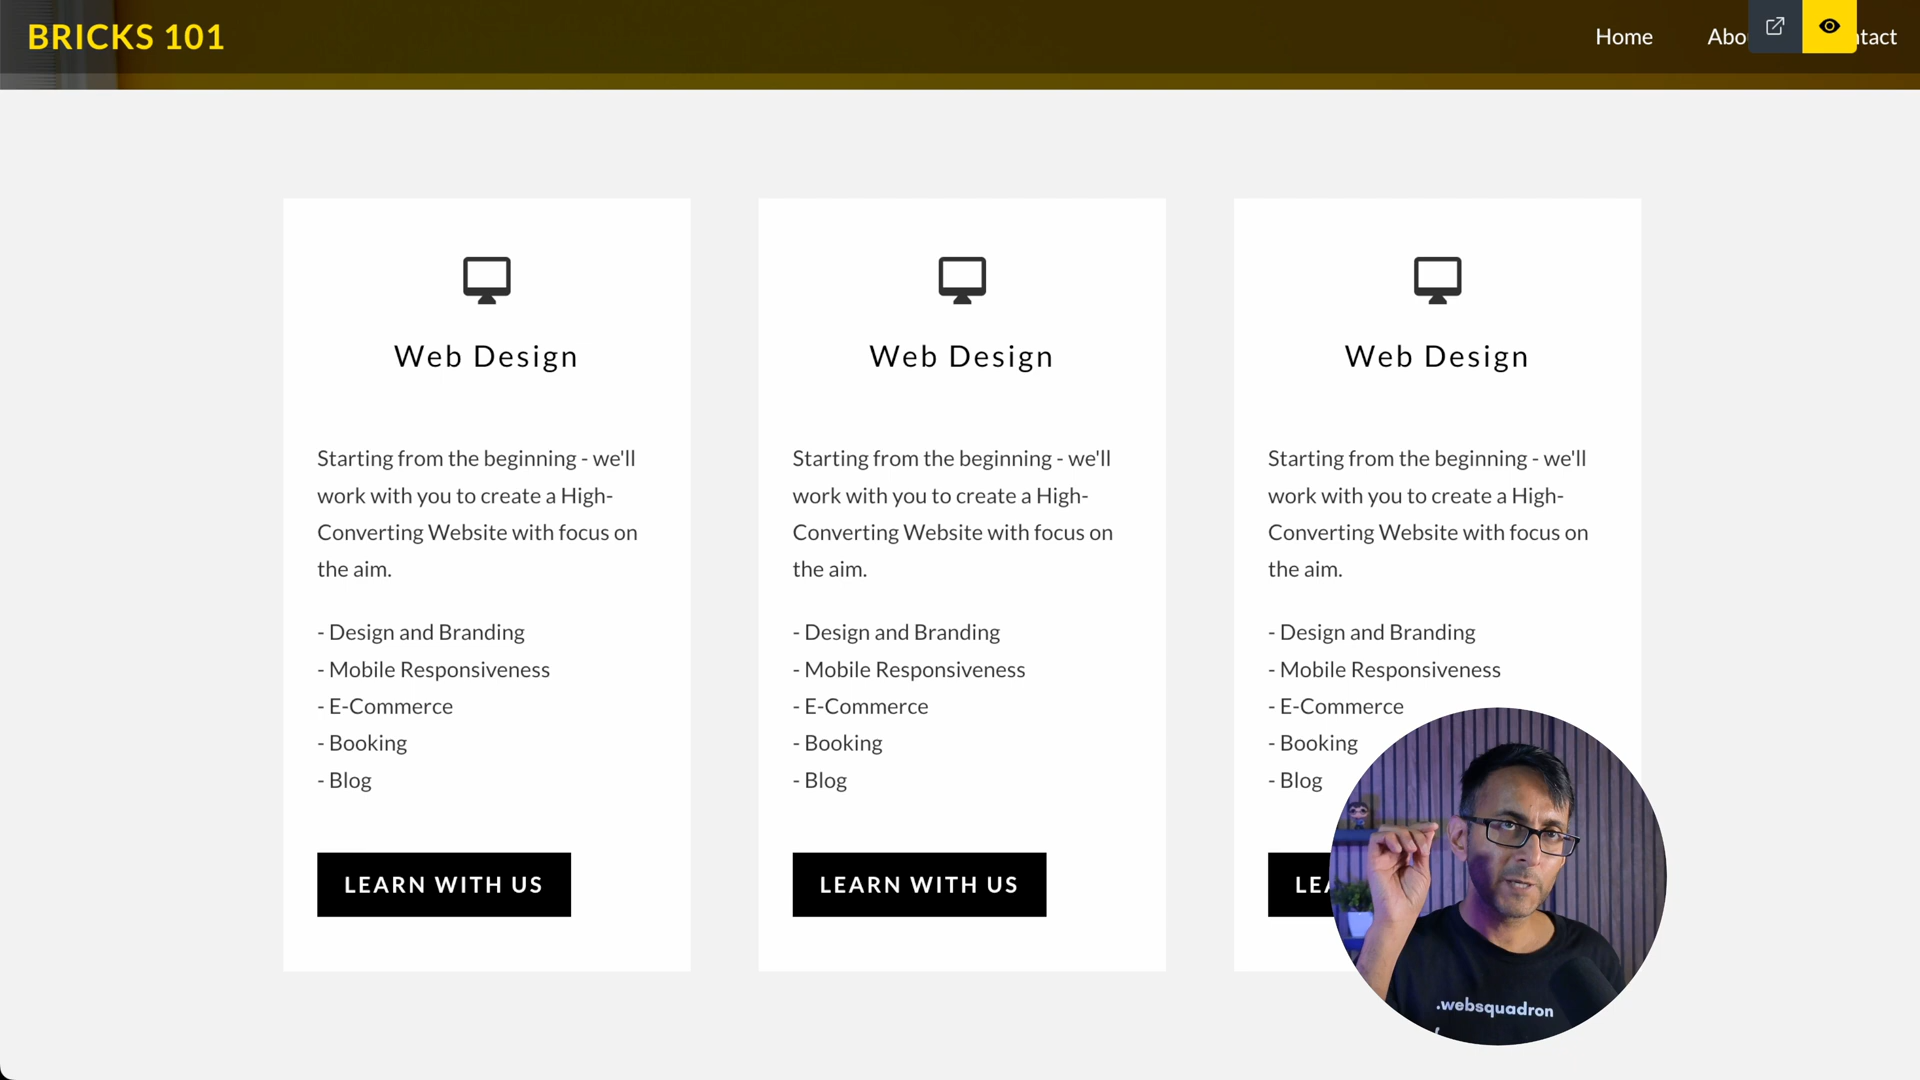 BRICKS 101
Home
Abo
ntact
Web Design
Starting from the beginning - we'll
work with you to create a High-
Converting Website with focus on
the aim.
- Design and Branding
- Mobile Responsiveness
- E-Commerce
- Booking
- Blog
LEARN WITH US
Web Design
Starting from the beginning - we'll
work with you to create a High-
Converting Website with focus on
the aim.
- Design and Branding
- Mobile Responsiveness
- E-Commerce
- Booking
- Blog
LEARN WITH US
Web Design
Starting from the beginning - we'll
work with you to create a High-
Converting Website with focus on
the aim.
- Design and Branding
- Mobile Responsiveness
- E-Commerce
- Booking
- Blog
LEA
.websquadron